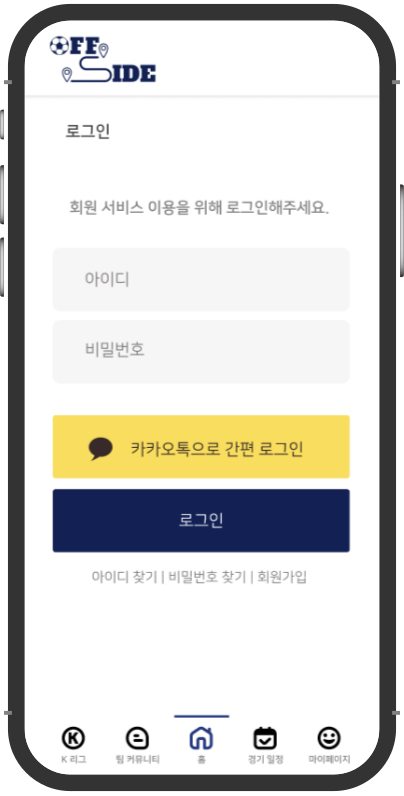 OFF
SIDE
로그인
회원 서비스 이용을 위해 로그인해주세요.
아이디
비밀번호
카카오톡으로 간편 로그인
로그인
아이디 찾기 | 비밀번호 찾기 | 회원가입
K
K 리그
팀 커뮤니티
홈
경기 일정
마이페이지